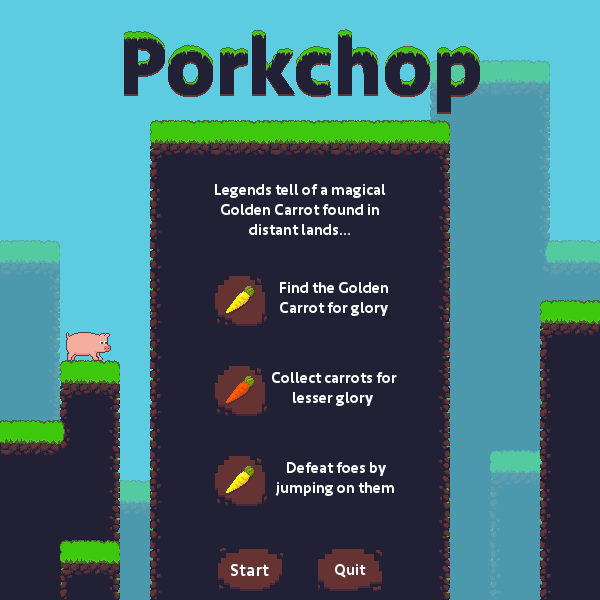 Porkchop
Legends tell of a magical
Golden Carrot found in
distant lands...
Find the Golden
Carrot for glory
Collect carrots for
lesser glory
Defeat foes by
jumping on them
Start
Quit